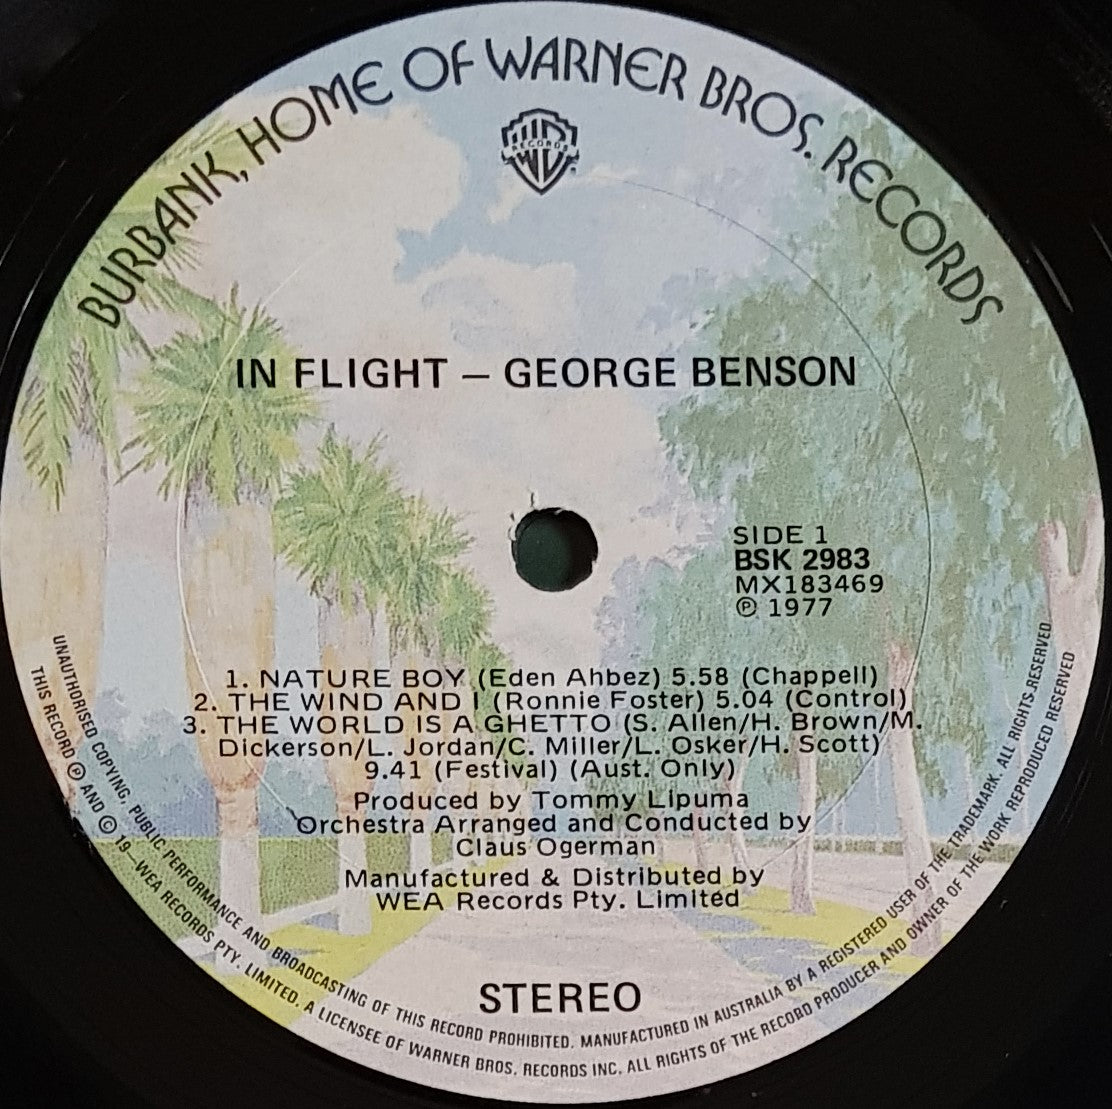 BURBANK, HOME OF WARNER BROS. RECORDS
RECORDS
IN FLIGHT – GEORGE BENSON
SIDE 1
BSK 2983
MX183469
℗ 1977
1. NATURE BOY (Eden Ahbez) 5.58 (Chappell)
2. THE WIND AND I (Ronnie Foster) 5.04 (Control)
3. THE WORLD IS A GHETTO (S. Allen/H. Brown/M.
Dickerson/L. Jordan/C. Miller/L. Osker/H. Scott)
9.41 (Festival) (Aust. Only)
Produced by Tommy Lipuma
Orchestra Arranged and Conducted by
Claus Ogerman
Manufactured & Distributed by
WEA Records Pty. Limited
STEREO
UNAUTHORISED COPYING, PUBLIC PERFORMANCE AND BROADCASTING OF THIS RECORD PROHIBITED. MANUFACTURED IN AUSTRALIA BY A REGISTERED USER OF THE TRADEMARK. ALL RIGHTS RESERVED
THIS RECORD ℗ AND © 19—WEA RECORDS PTY. LIMITED. A LICENSEE OF WARNER BROS. RECORDS INC. ALL RIGHTS OF THE RECORD PRODUCER AND OWNER OF THE WORK REPRODUCED RESERVED